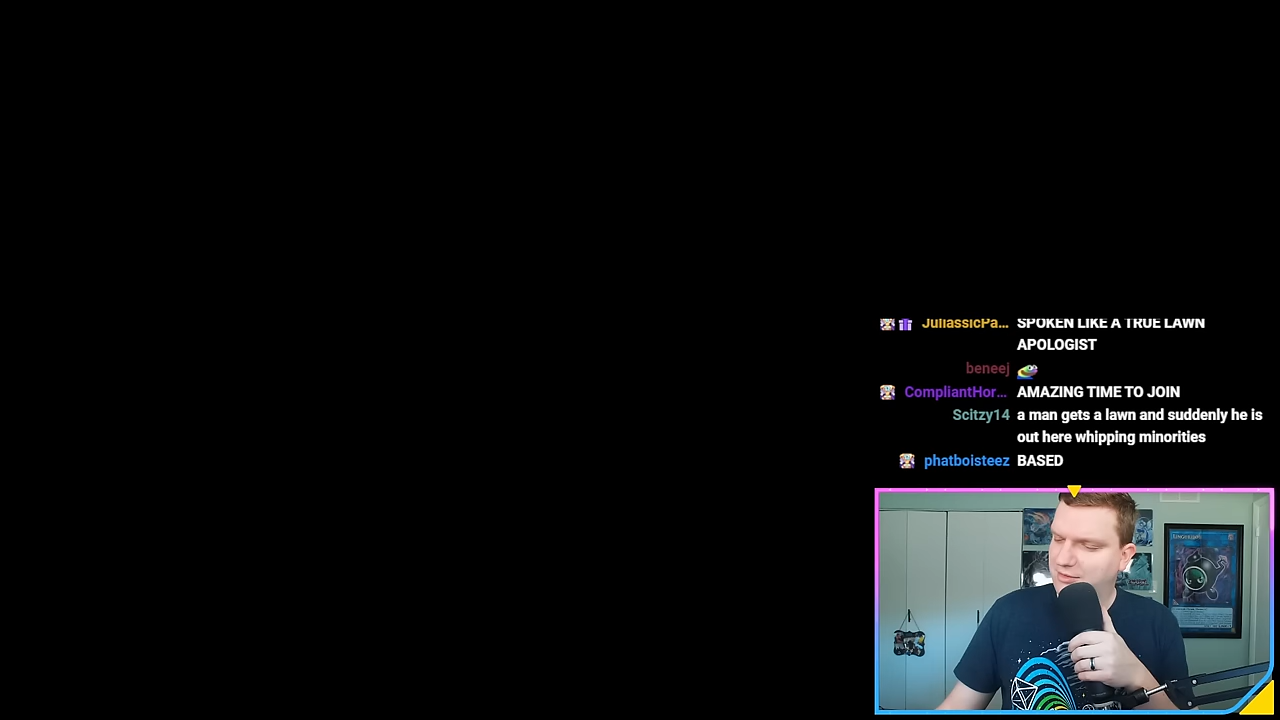 JuliassicPa... SPOKEN LIKE A TRUE LAWN
APOLOGIST
beneej
CompliantHor... AMAZING TIME TO JOIN
Scitzy14 a man gets a lawn and suddenly he is
out here whipping minorities
phatboisteez BASED